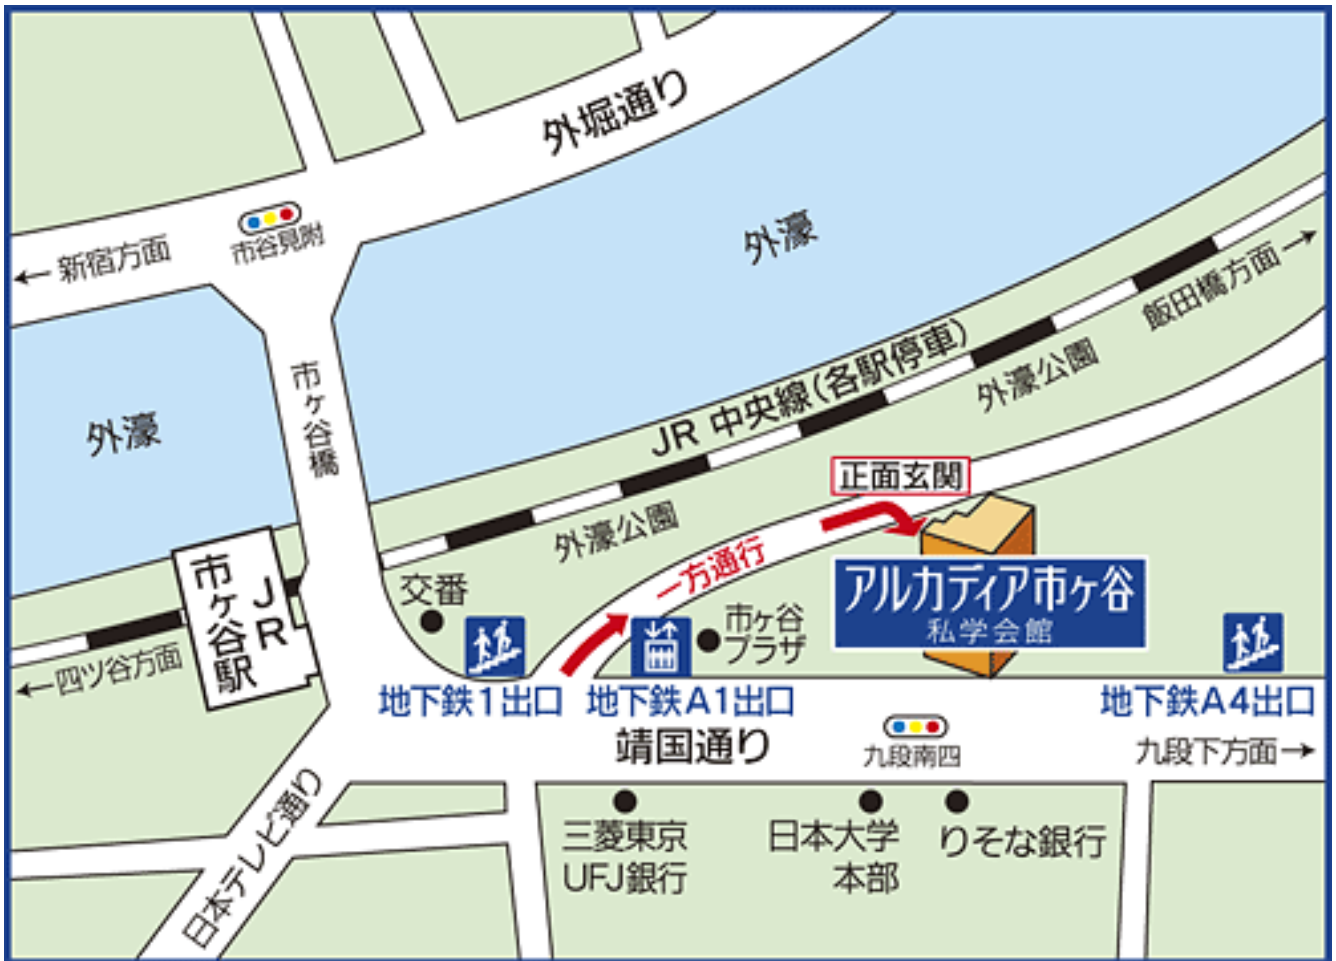 外堀通り
市谷見附
←新宿方面
外濠
飯田橋方面→
市ヶ谷橋
外濠
JR 中央線(各駅停車)
外濠公園
正面玄関
外濠公園
一方通行
アルカディア市ヶ谷
私学会館
交番
市ヶ谷
プラザ
JR
市ヶ谷駅
←四ツ谷方面
地下鉄1出口
地下鉄A1出口
地下鉄A4出口
靖国通り
九段南四
九段下方面→
日本テレビ通り
三菱東京
UFJ銀行
日本大学
本部
りそな銀行